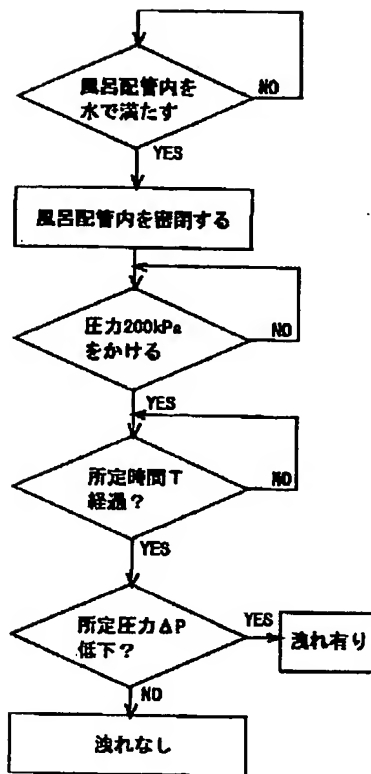 風呂配管内を
水で満たす
NO
YES
風呂配管内を密閉する
圧力200kPa
をかける
NO
YES
所定時間T
経過?
NO
YES
所定圧力ΔP
低下?
YES
洩れ有り
NO
洩れなし